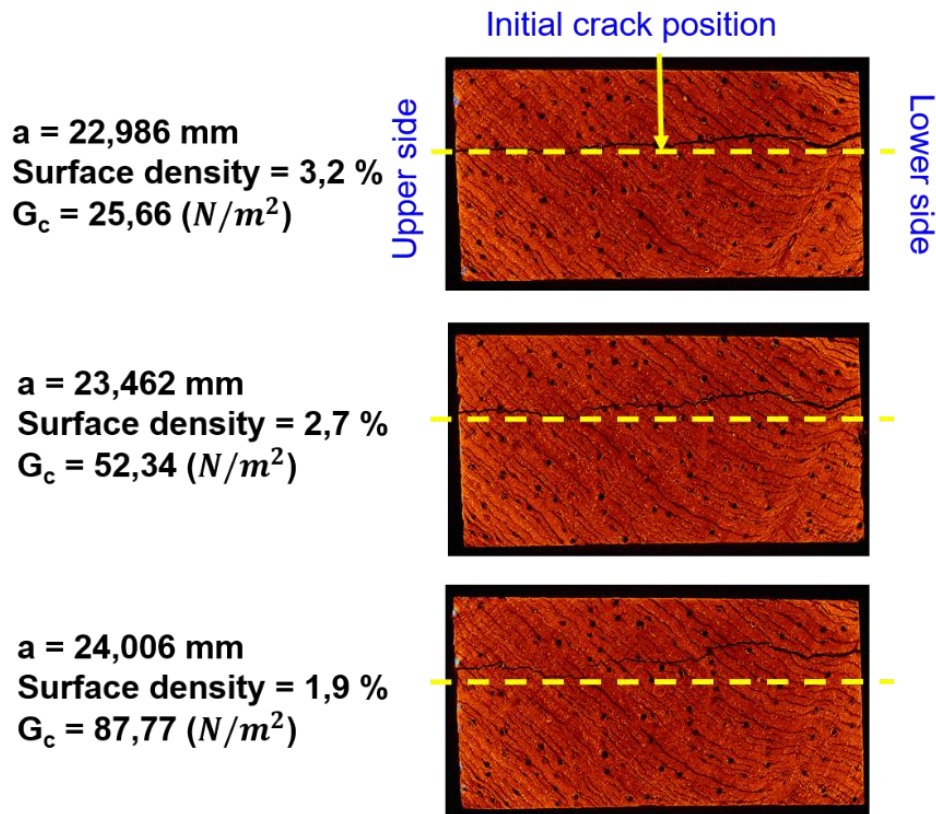 Initial crack position
Upper side
Lower side
a = 22,986 mm
Surface density = 3,2 %
Gc = 25,66 (N/m²)
a = 23,462 mm
Surface density = 2,7 %
Gc = 52,34 (N/m²)
a = 24,006 mm
Surface density = 1,9 %
Gc = 87,77 (N/m²)